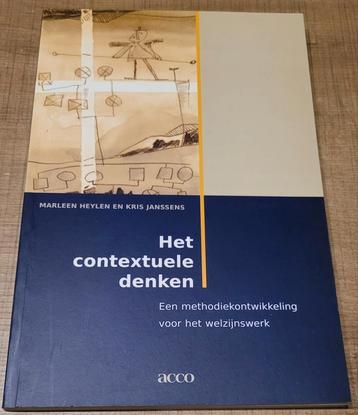 MARLEEN HEYLEN EN KRIS JANSSENS
Het
contextuele
denken
Een methodiekontwikkeling
voor het welzijnswerk
acco